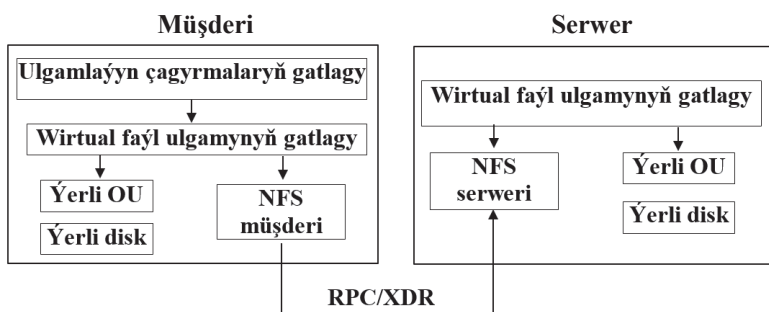 Müşderi
Ulgamlaýyn çagyrmalaryň gatlagy
Wirtual faýl ulgamynyň gatlagy
Ýerli OU
Ýerli disk
NFS
müşderi
Serwer
Wirtual faýl ulgamynyň gatlagy
NFS
serweri
Ýerli OU
Ýerli disk
RPC/XDR